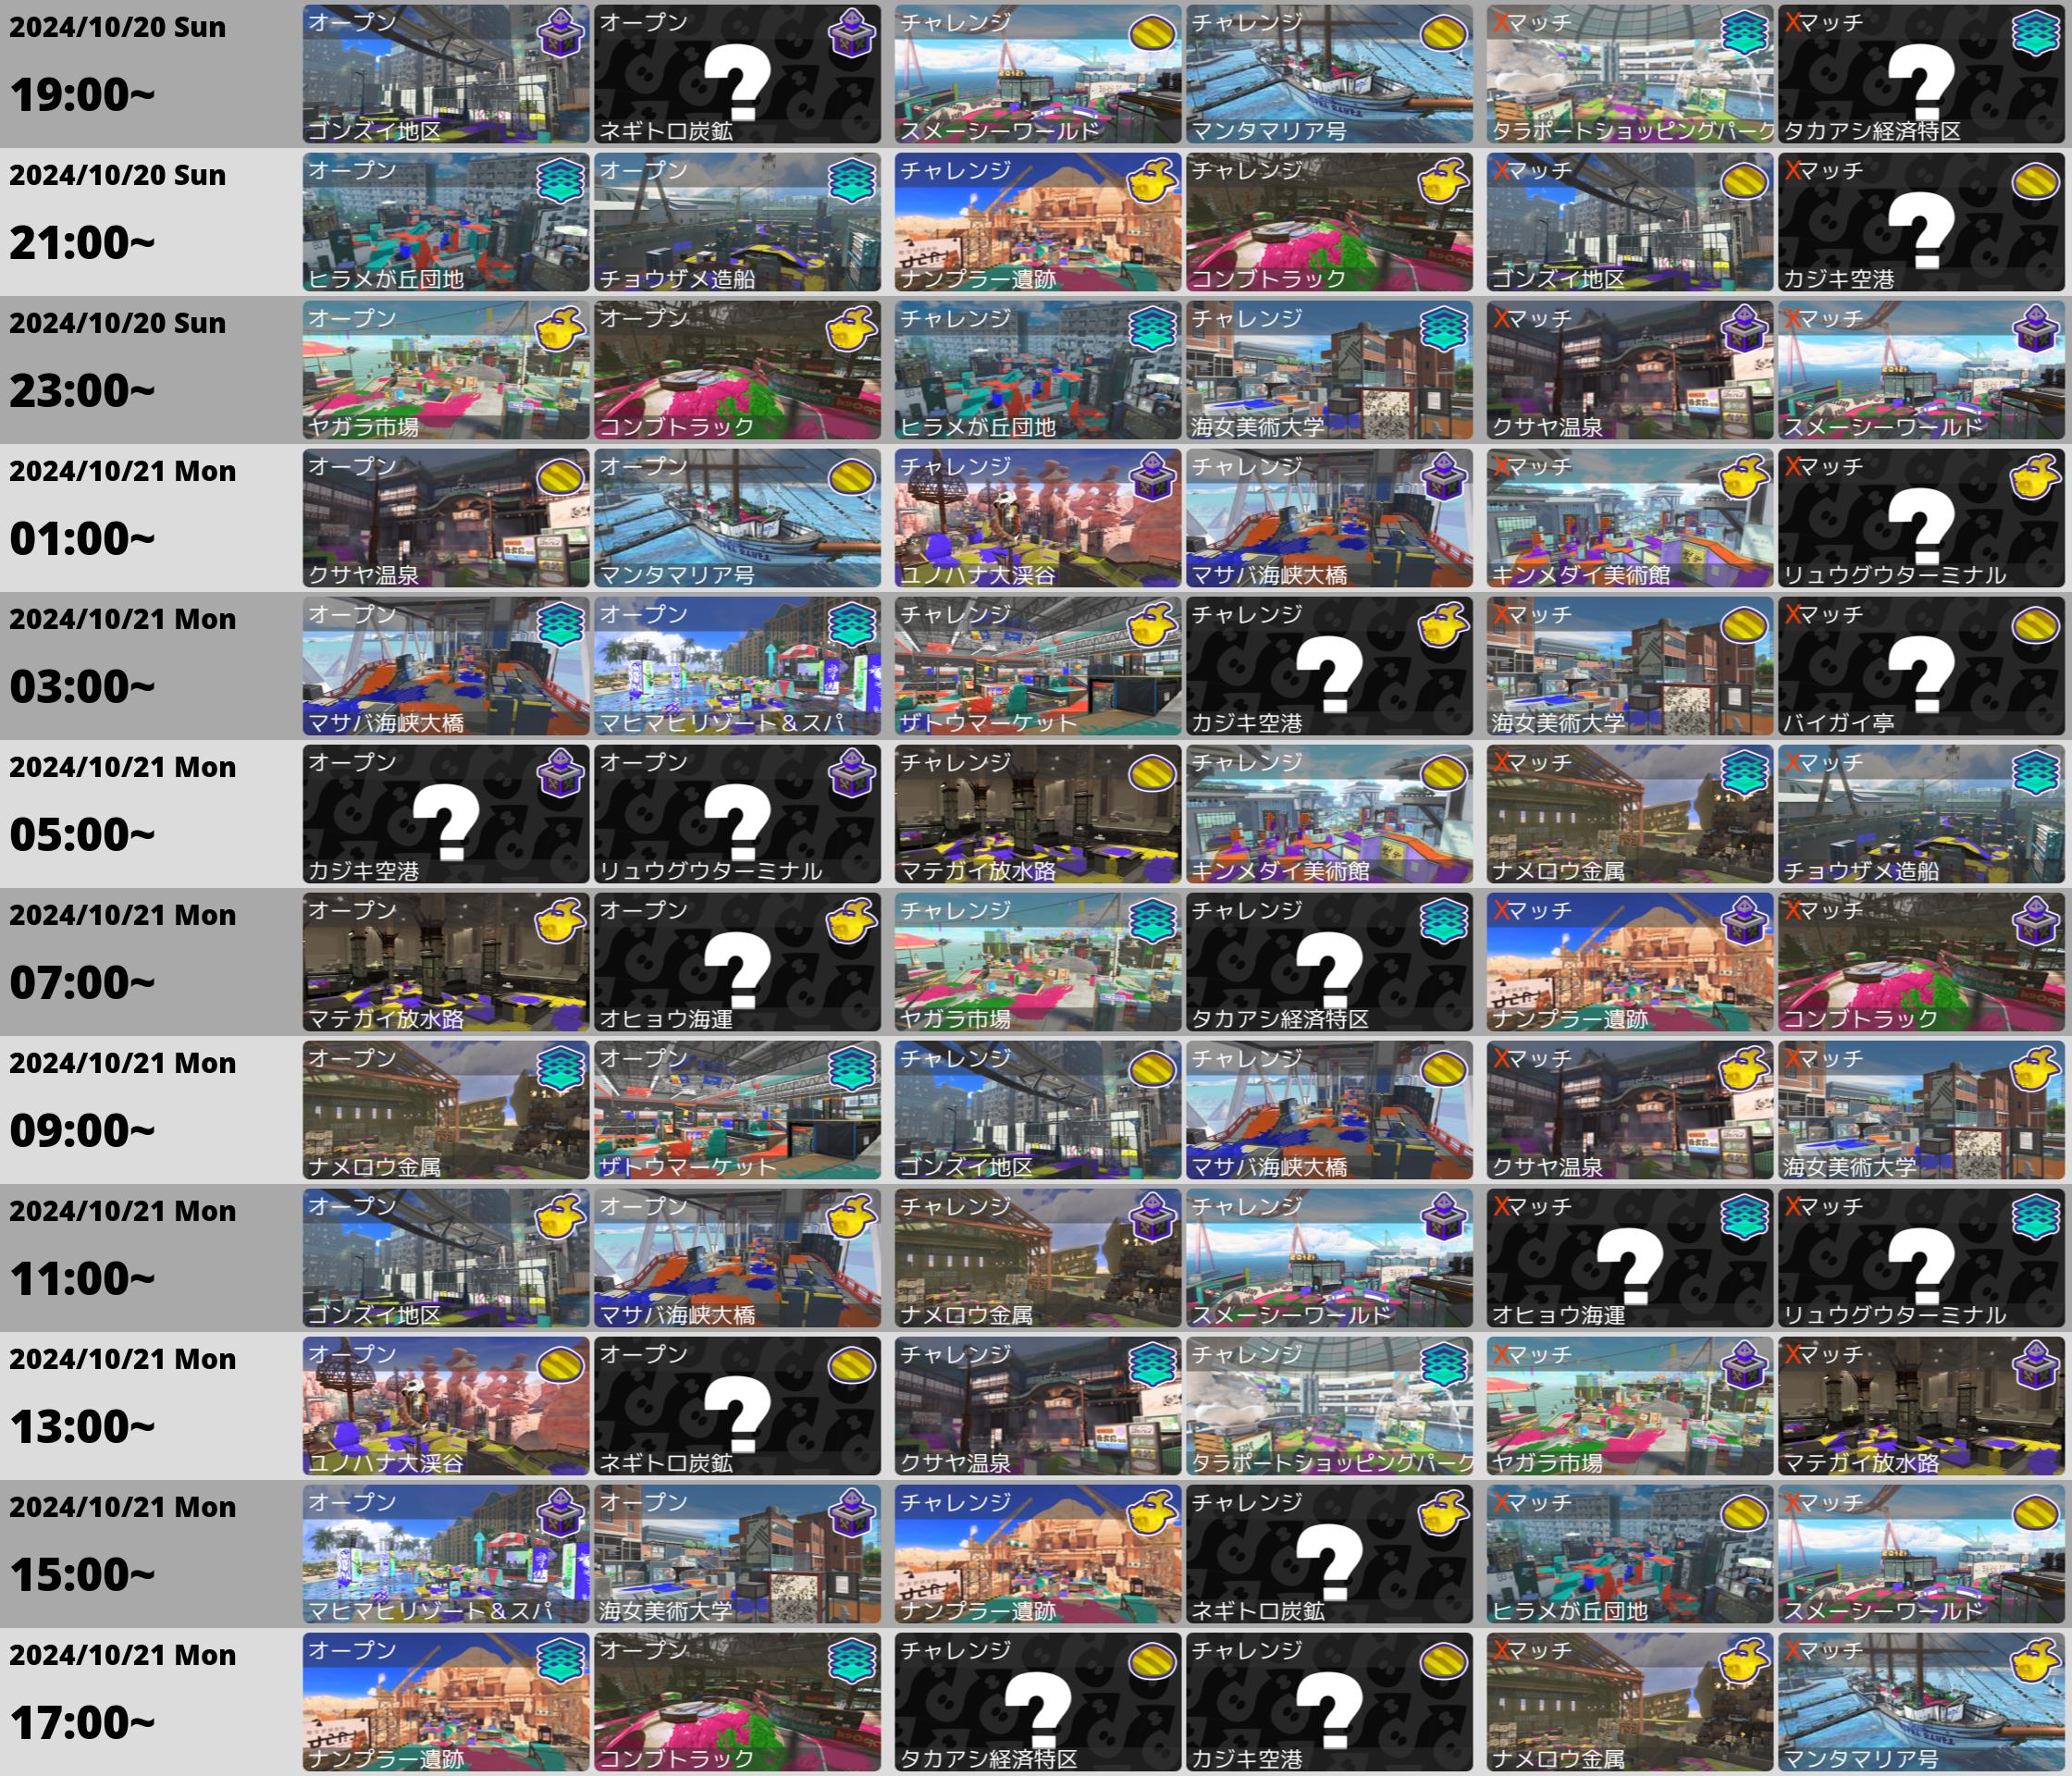 2024/10/20 Sun
19:00~
オープン
ゴンズイ地区
オープン
ネギトロ炭鉱
チャレンジ
スメーシーワールド
チャレンジ
マンタマリア号
Xマッチ
タラポートショッピングパーク
Xマッチ
タカアシ経済特区
2024/10/20 Sun
21:00~
オープン
ヒラメが丘団地
オープン
チョウザメ造船
チャレンジ
ナンプラー遺跡
チャレンジ
コンブトラック
Xマッチ
ゴンズイ地区
Xマッチ
カジキ空港
2024/10/20 Sun
23:00~
オープン
ヤガラ市場
オープン
コンブトラック
チャレンジ
ヒラメが丘団地
チャレンジ
海女美術大学
Xマッチ
クサヤ温泉
Xマッチ
スメーシーワールド
2024/10/21 Mon
01:00~
オープン
クサヤ温泉
オープン
マンタマリア号
チャレンジ
ユノハナ大渓谷
チャレンジ
マサバ海峡大橋
Xマッチ
キンメダイ美術館
Xマッチ
リュウグウターミナル
2024/10/21 Mon
03:00~
オープン
マサバ海峡大橋
オープン
マヒマヒリゾート＆スパ
チャレンジ
ザトウマーケット
チャレンジ
カジキ空港
Xマッチ
海女美術大学
Xマッチ
バイガイ亭
2024/10/21 Mon
05:00~
オープン
カジキ空港
オープン
リュウグウターミナル
チャレンジ
マテガイ放水路
チャレンジ
キンメダイ美術館
Xマッチ
ナメロウ金属
Xマッチ
チョウザメ造船
2024/10/21 Mon
07:00~
オープン
マテガイ放水路
オープン
オヒョウ海運
チャレンジ
ヤガラ市場
チャレンジ
タカアシ経済特区
Xマッチ
ナンプラー遺跡
Xマッチ
コンブトラック
2024/10/21 Mon
09:00~
オープン
ナメロウ金属
オープン
ザトウマーケット
チャレンジ
ゴンズイ地区
チャレンジ
マサバ海峡大橋
Xマッチ
クサヤ温泉
Xマッチ
海女美術大学
2024/10/21 Mon
11:00~
オープン
ゴンズイ地区
オープン
マサバ海峡大橋
チャレンジ
ナメロウ金属
チャレンジ
スメーシーワールド
Xマッチ
オヒョウ海運
Xマッチ
リュウグウターミナル
2024/10/21 Mon
13:00~
オープン
ユノハナ大渓谷
オープン
ネギトロ炭鉱
チャレンジ
クサヤ温泉
チャレンジ
タラポートショッピングパーク
Xマッチ
ヤガラ市場
Xマッチ
マテガイ放水路
2024/10/21 Mon
15:00~
オープン
マヒマヒリゾート＆スパ
オープン
海女美術大学
チャレンジ
ナンプラー遺跡
チャレンジ
ネギトロ炭鉱
Xマッチ
ヒラメが丘団地
Xマッチ
スメーシーワールド
2024/10/21 Mon
17:00~
オープン
ナンプラー遺跡
オープン
コンブトラック
チャレンジ
タカアシ経済特区
チャレンジ
カジキ空港
Xマッチ
ナメロウ金属
Xマッチ
マンタマリア号